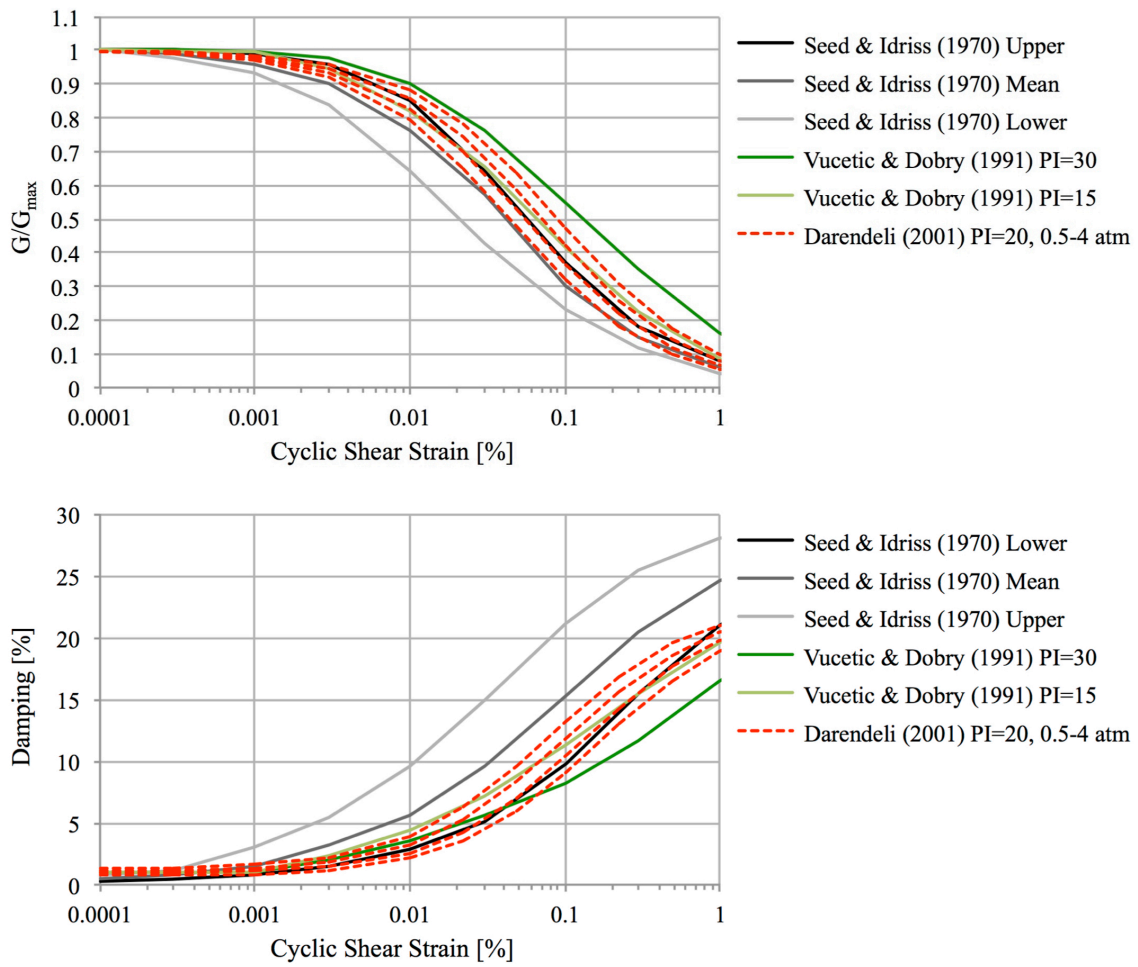 1.1
1
0.9
0.8
0.7
0.6
0.5
0.4
0.3
0.2
0.1
0
G/Gmax
0.0001 0.001 0.01 0.1 1
Cyclic Shear Strain [%]
Seed & Idriss (1970) Upper
Seed & Idriss (1970) Mean
Seed & Idriss (1970) Lower
Vucetic & Dobry (1991) PI=30
Vucetic & Dobry (1991) PI=15
Darendeli (2001) PI=20, 0.5-4 atm
30
25
20
15
10
5
0
Damping [%]
0.0001 0.001 0.01 0.1 1
Cyclic Shear Strain [%]
Seed & Idriss (1970) Lower
Seed & Idriss (1970) Mean
Seed & Idriss (1970) Upper
Vucetic & Dobry (1991) PI=30
Vucetic & Dobry (1991) PI=15
Darendeli (2001) PI=20, 0.5-4 atm